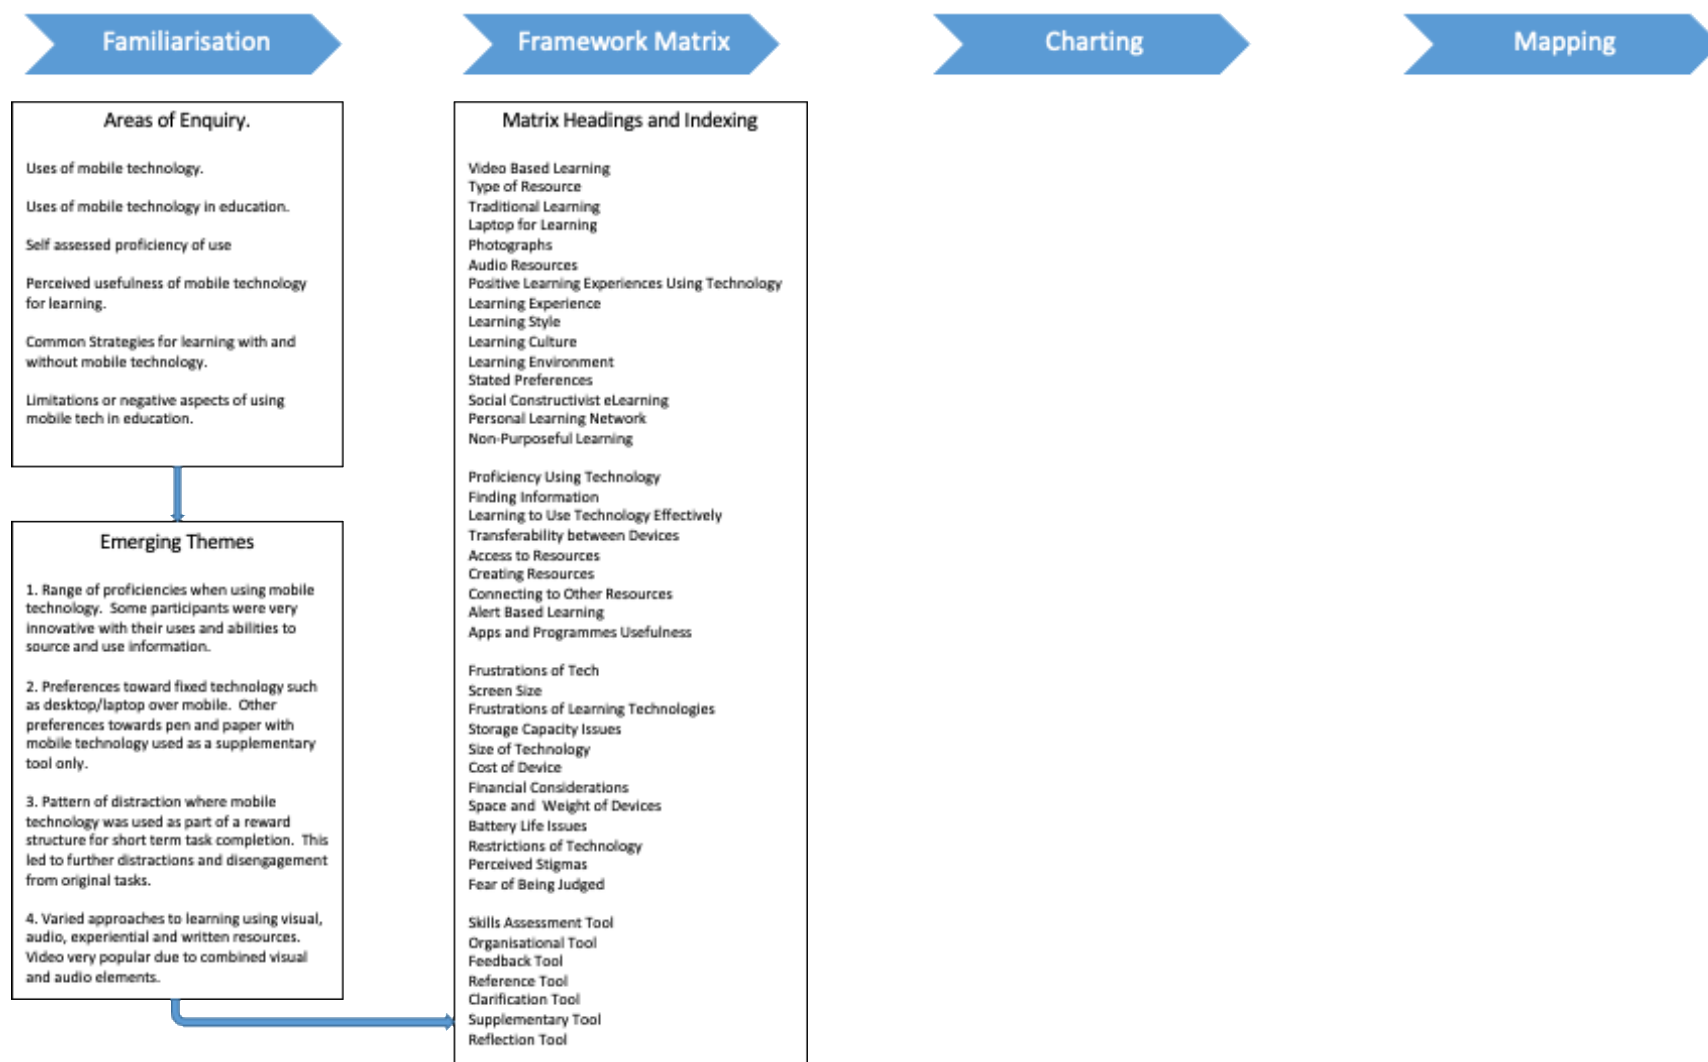 Familiarisation
Framework Matrix
Charting
Mapping
Areas of Enquiry.
Uses of mobile technology.
Uses of mobile technology in education.
Self assessed proficiency of use
Perceived usefulness of mobile technology
for learning.
Common Strategies for learning with and
without mobile technology.
Limitations or negative aspects of using
mobile tech in education.
Emerging Themes
1. Range of proficiencies when using mobile
technology. Some participants were very
innovative with their uses and abilities to
source and use information.
2. Preferences toward fixed technology such
as desktop/laptop over mobile. Other
preferences towards pen and paper with
mobile technology used as a supplementary
tool only.
3. Pattern of distraction where mobile
technology was used as part of a reward
structure for short term task completion. This
led to further distractions and disengagement
from original tasks.
4. Varied approaches to learning using visual,
audio, experiential and written resources.
Video very popular due to combined visual
and audio elements.
Matrix Headings and Indexing
Video Based Learning
Type of Resource
Traditional Learning
Laptop for Learning
Photographs
Audio Resources
Positive Learning Experiences Using Technology
Learning Experience
Learning Style
Learning Culture
Learning Environment
Stated Preferences
Social Constructivist eLearning
Personal Learning Network
Non-Purposeful Learning
Proficiency Using Technology
Finding Information
Learning to Use Technology Effectively
Transferability between Devices
Access to Resources
Creating Resources
Connecting to Other Resources
Alert Based Learning
Apps and Programmes Usefulness
Frustrations of Tech
Screen Size
Frustrations of Learning Technologies
Storage Capacity Issues
Size of Technology
Cost of Device
Financial Considerations
Space and Weight of Devices
Battery Life Issues
Restrictions of Technology
Perceived Stigmas
Fear of Being Judged
Skills Assessment Tool
Organisational Tool
Feedback Tool
Reference Tool
Clarification Tool
Supplementary Tool
Reflection Tool